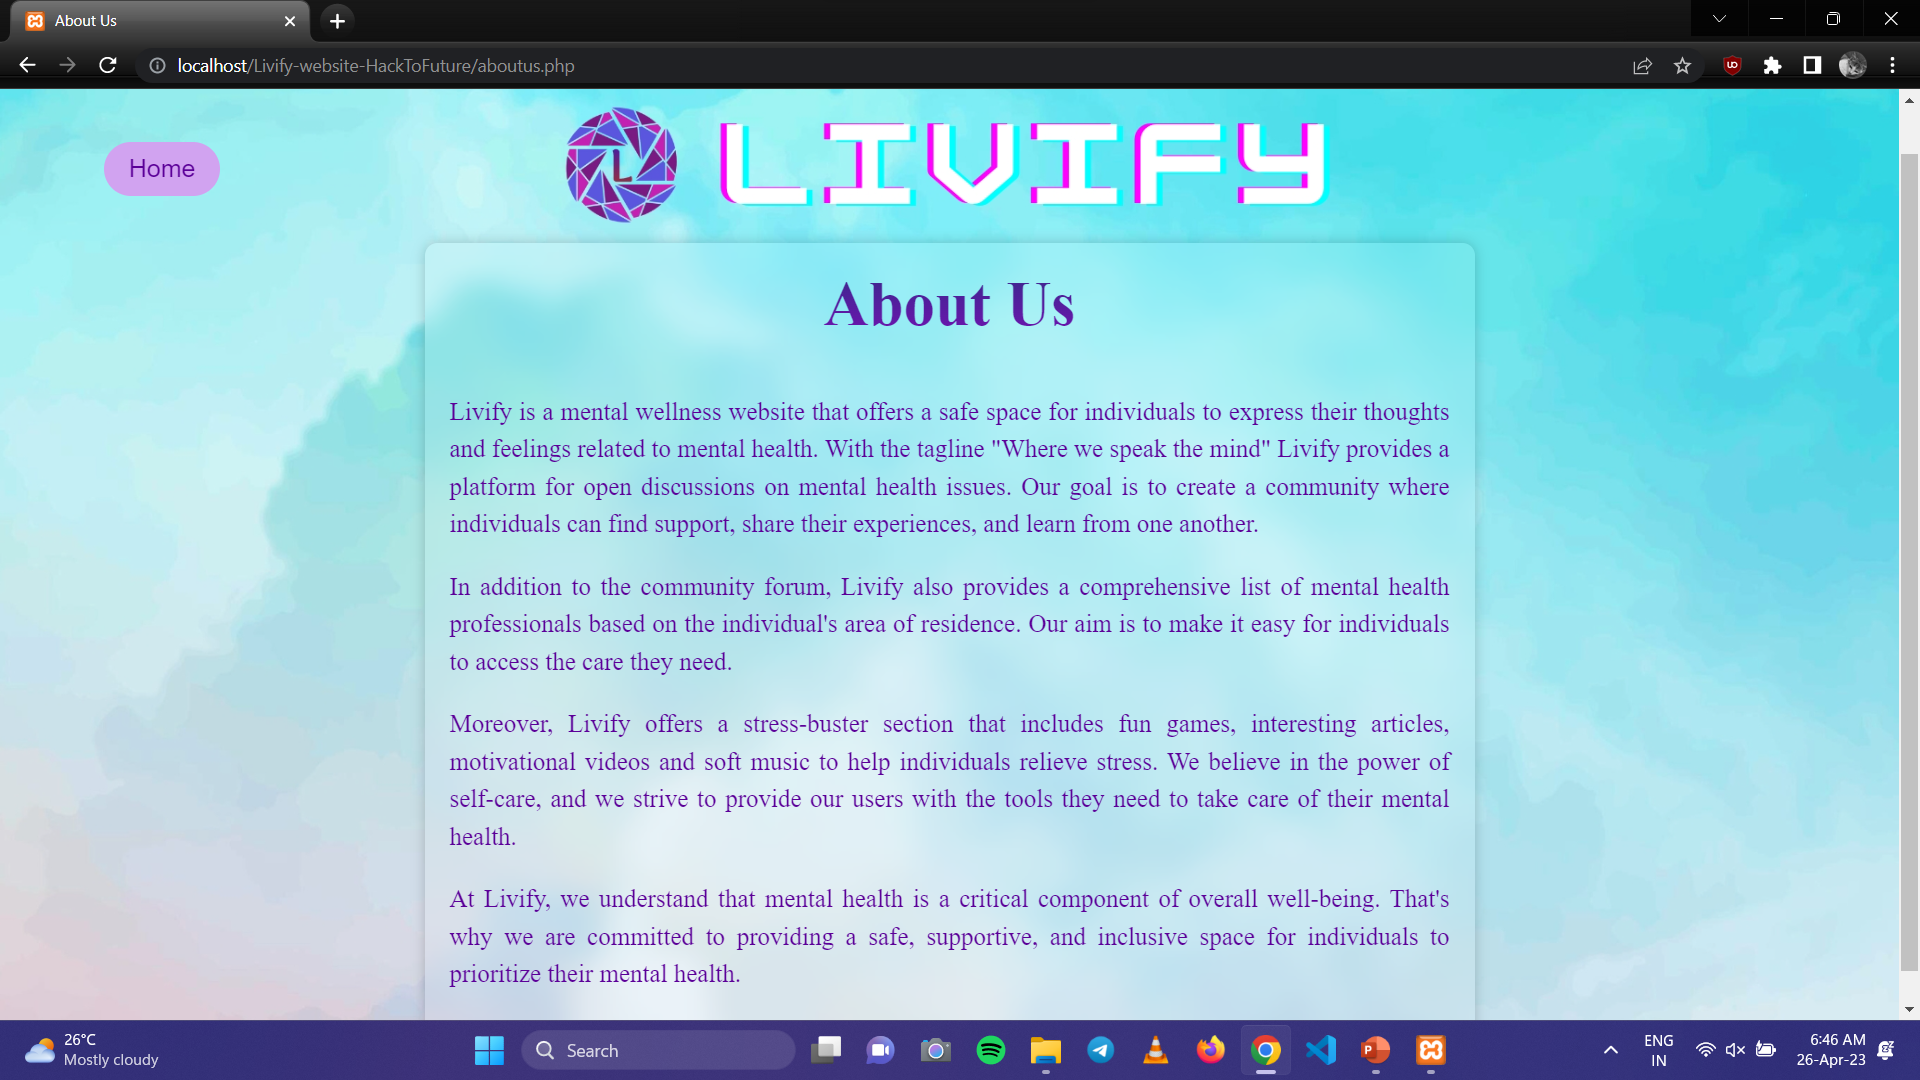 About Us
localhost/Livify-website-HackToFuture/aboutus.php
Home
L
LIVIFY
About Us
Livify is a mental wellness website that offers a safe space for individuals to express their thoughts
and feelings related to mental health. With the tagline "Where we speak the mind" Livify provides a
platform for open discussions on mental health issues. Our goal is to create a community where
individuals can find support, share their experiences, and learn from one another.
In addition to the community forum, Livify also provides a comprehensive list of mental health
professionals based on the individual's area of residence. Our aim is to make it easy for individuals
to access the care they need.
Moreover, Livify offers a stress-buster section that includes fun games, interesting articles,
motivational videos and soft music to help individuals relieve stress. We believe in the power of
self-care, and we strive to provide our users with the tools they need to take care of their mental
health.
At Livify, we understand that mental health is a critical component of overall well-being. That's
why we are committed to providing a safe, supportive, and inclusive space for individuals to
prioritize their mental health.
26°C
Mostly cloudy
Search
ENG
IN
6:46 AM
26-Apr-23